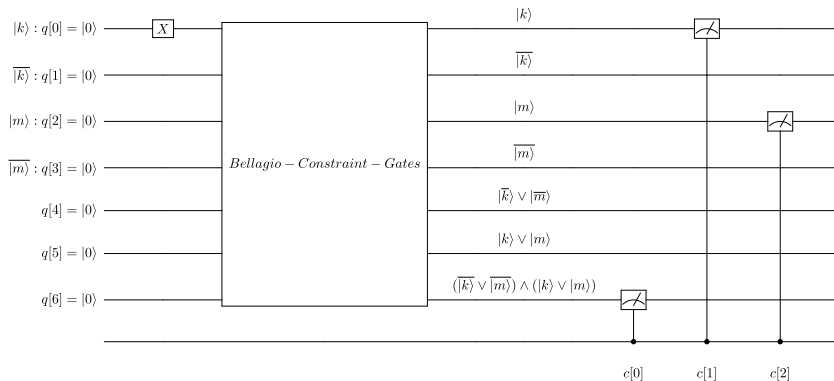 |k⟩
|k⟩ : q[0] = |0⟩
X
|k̅⟩
|k̅⟩ : q[1] = |0⟩
|m⟩
|m⟩ : q[2] = |0⟩
|m̅⟩
|m̅⟩ : q[3] = |0⟩
Bellagio − Constraint − Gates
|k̅⟩ ∨ |m̅⟩
q[4] = |0⟩
|k⟩ ∨ |m⟩
q[5] = |0⟩
(|k̅⟩ ∨ |m̅⟩) ∧ (|k⟩ ∨ |m⟩)
q[6] = |0⟩
c[0] c[1] c[2]